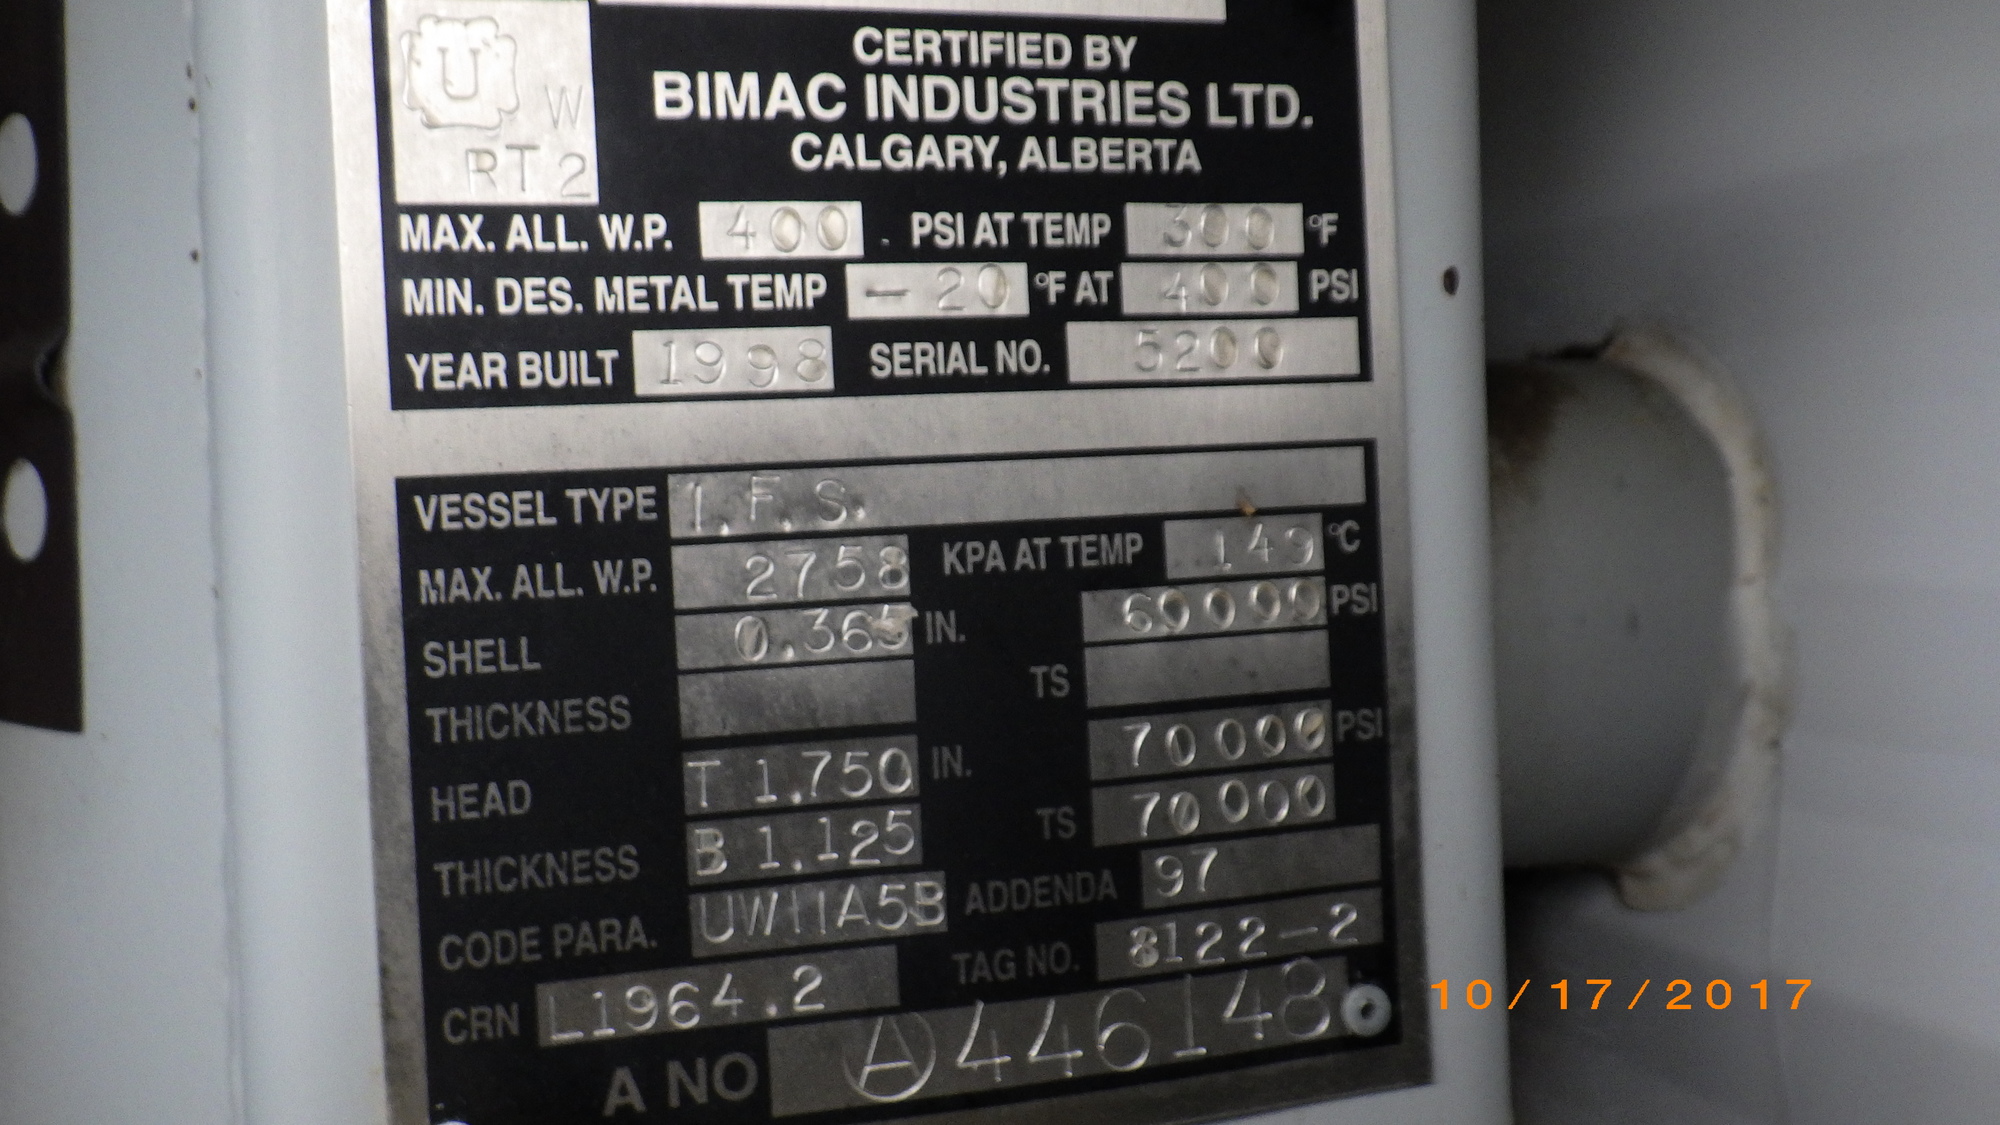 U
W
RT 2
CERTIFIED BY
BIMAC INDUSTRIES LTD.
CALGARY, ALBERTA
MAX. ALL. W.P. 400 PSI AT TEMP 300 °F
MIN. DES. METAL TEMP -20 °F AT 400 PSI
YEAR BUILT 1998 SERIAL NO. 5200
VESSEL TYPE I.F.S.
MAX. ALL. W.P. 2758 KPA AT TEMP 149 °C
SHELL 0.365 IN. 60000 PSI
THICKNESS TS
HEAD T 1.750 IN. 70000 PSI
THICKNESS B 1.125 TS 70000
CODE PARA. UW11A5B ADDENDA 97
CRN L1964.2 TAG NO. 8122-2
A NO A446148
10/17/2017